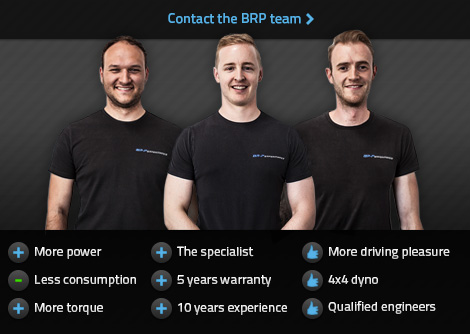 Contact the BRP team
More power
The specialist
More driving pleasure
Less consumption
5 years warranty
4x4 dyno
More torque
10 years experience
Qualified engineers